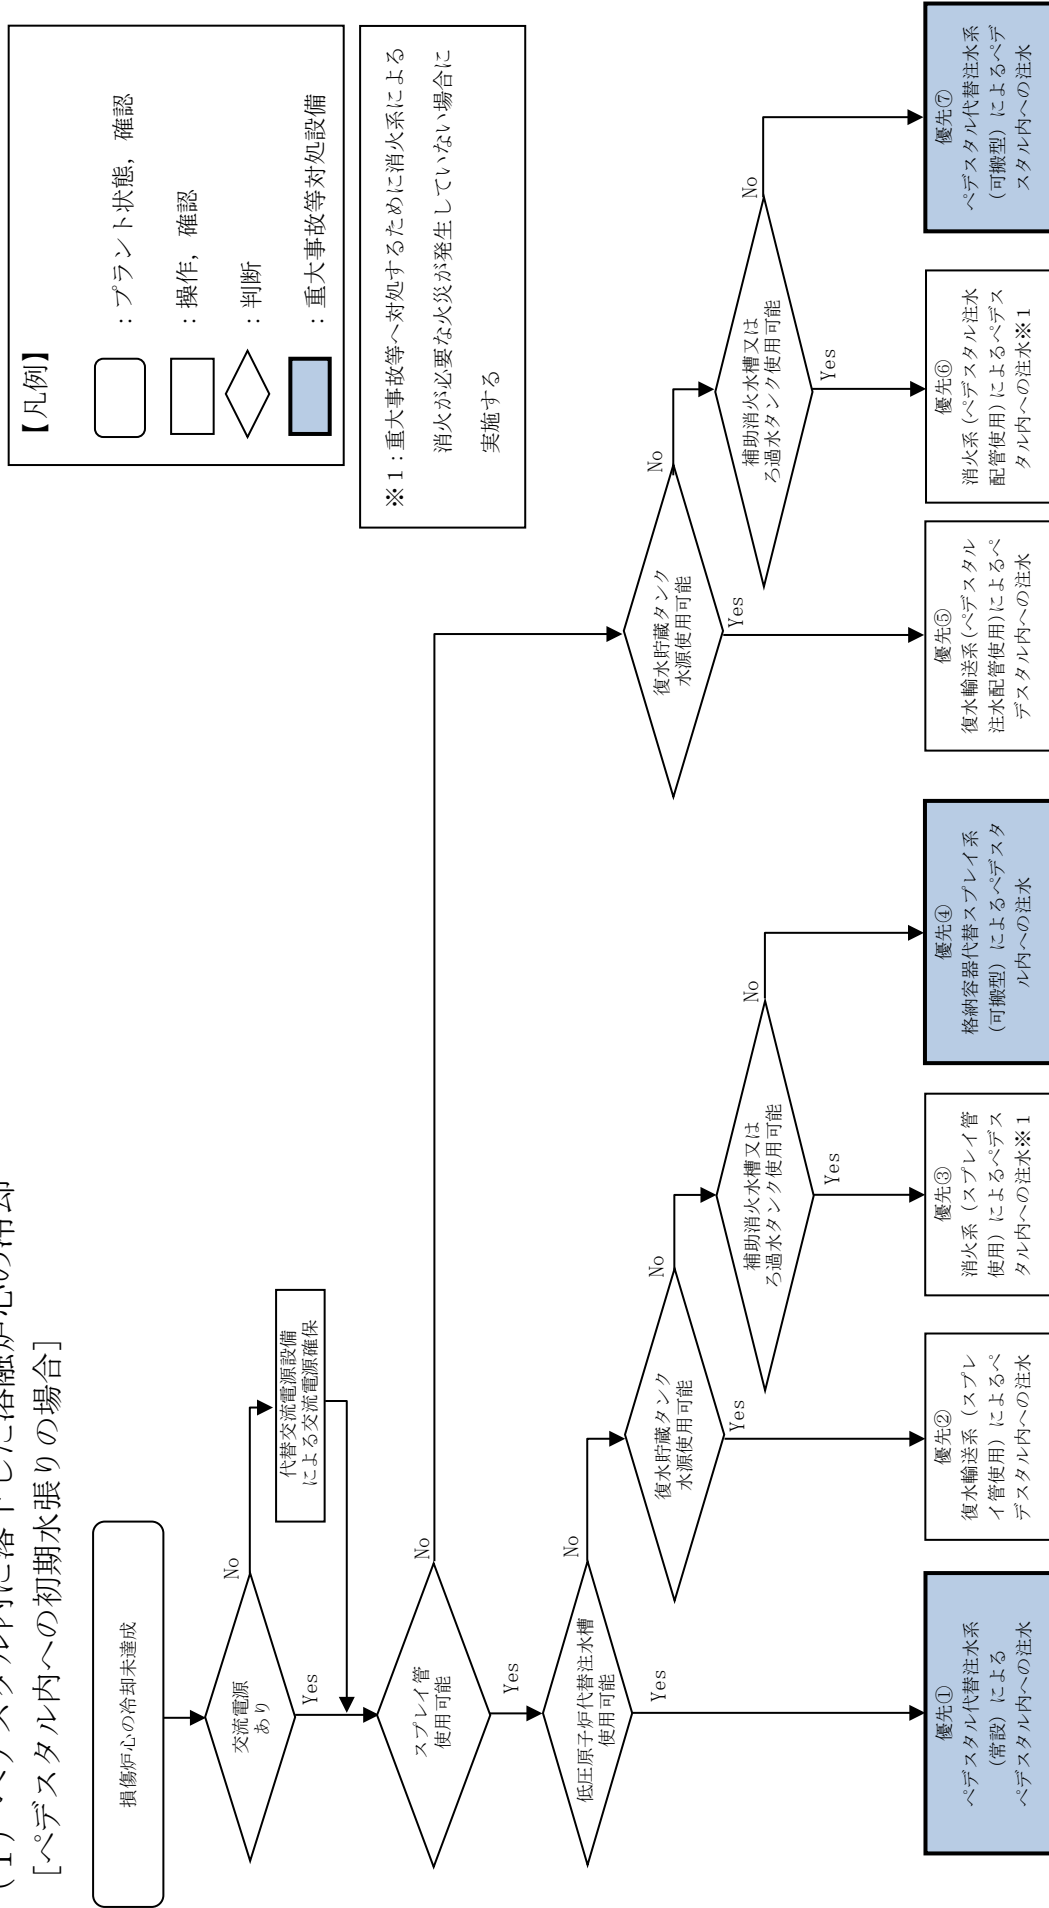 (１) ペデスタル内に落下した溶融炉心の冷却
[ペデスタル内への初期水張りの場合]
【凡例】
：プラント状態，確認
：操作，確認
：判断
：重大事故等対処設備
※１：重大事故等へ対処するために消火系による
消火が必要な火災が発生していない場合に
実施する
損傷炉心の冷却未達成
交流電源
あり
No
Yes
代替交流電源設備
による交流電源確保
スプレイ管
使用可能
No
Yes
低圧原子炉代替注水槽
使用可能
No
Yes
復水貯蔵タンク
水源使用可能
No
Yes
補助消火水槽又は
ろ過水タンク使用可能
No
Yes
復水貯蔵タンク
水源使用可能
No
Yes
補助消火水槽又は
ろ過水タンク使用可能
No
Yes
優先①
ペデスタル代替注水系
（常設）による
ペデスタル内への注水
優先②
復水輸送系（スプレ
イ管使用）によるペ
デスタル内への注水
優先③
消火系（スプレイ管
使用）によるペデス
タル内への注水※１
優先④
格納容器代替スプレイ系
（可搬型）によるペデスタ
ル内への注水
優先⑤
復水輸送系(ペデスタル
注水配管使用)によるペ
デスタル内への注水
優先⑥
消火系(ペデスタル注水
配管使用)によるペデス
タル内への注水※１
優先⑦
ペデスタル代替注水系
（可搬型）によるペデ
スタル内への注水